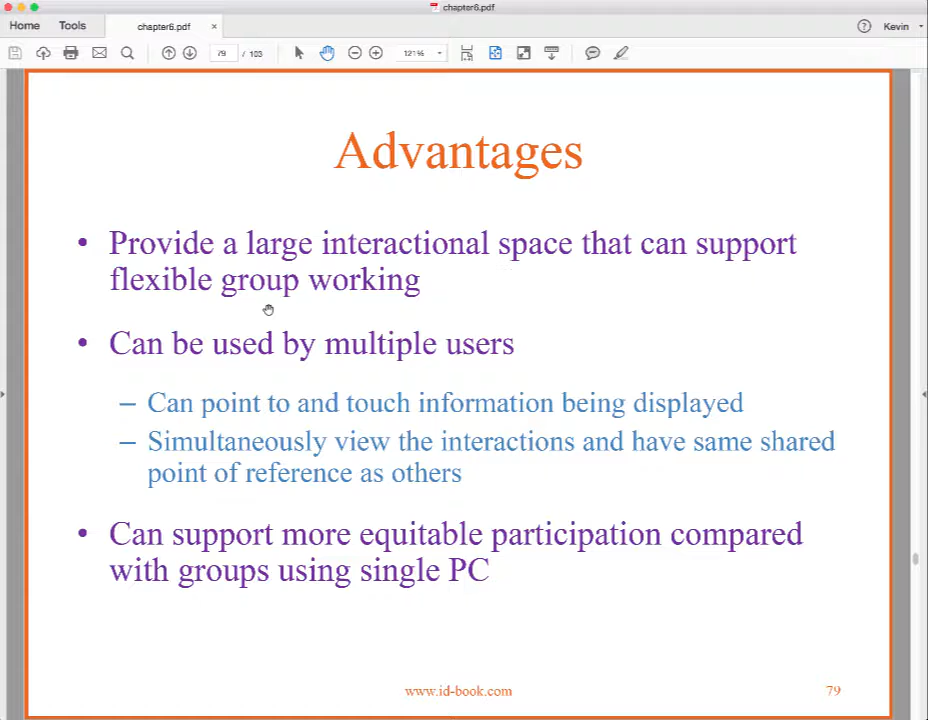 chapter6.pdf
Home Tools chapter6.pdf × ? Kevin
79 / 103 121%
Advantages
• Provide a large interactional space that can support
flexible group working
• Can be used by multiple users
– Can point to and touch information being displayed
– Simultaneously view the interactions and have same shared
point of reference as others
• Can support more equitable participation compared
with groups using single PC
www.id-book.com 79